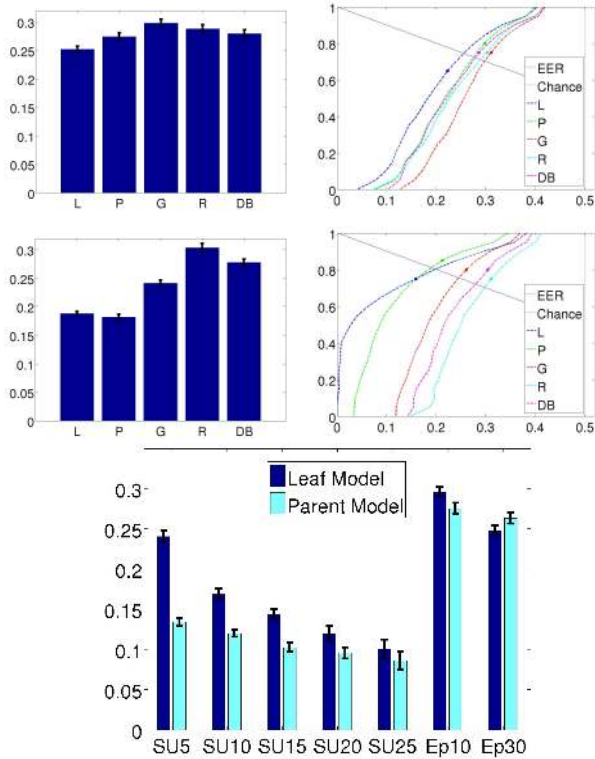 0.3
0.25
0.2
0.15
0.1
0.05
0
L P G R DB
1
0.8
0.6
0.4
0.2
0
0 0.1 0.2 0.3 0.4 0.5
EER
Chance
L
P
G
R
DB
0.3
0.25
0.2
0.15
0.1
0.05
0
L P G R DB
1
0.8
0.6
0.4
0.2
0
0 0.1 0.2 0.3 0.4 0.5
EER
Chance
L
P
G
R
DB
Leaf Model
Parent Model
0.3
0.25
0.2
0.15
0.1
0.05
0
SU5 SU10 SU15 SU20 SU25 Ep10 Ep30